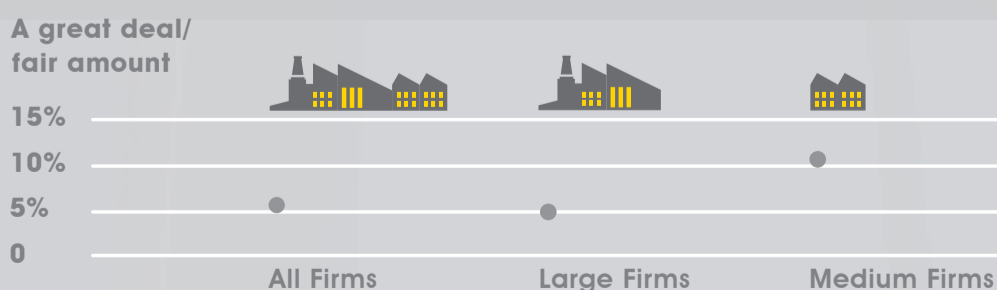 A great deal/
fair amount
15%
10%
5%
0
All Firms
Large Firms
Medium Firms